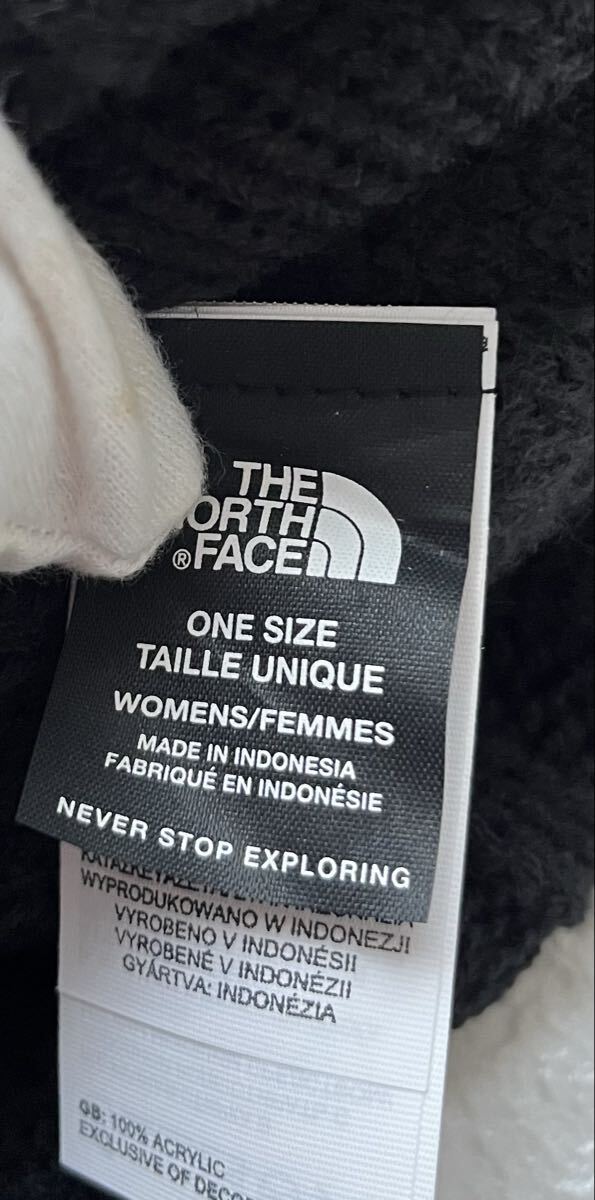 THE
ORTH
® FACE
ONE SIZE
TAILLE UNIQUE
WOMENS/FEMMES
MADE IN INDONESIA
FABRIQUÉ EN INDONÉSIE
NEVER STOP EXPLORING
WYPRODUKOWANO W INDONEZJI
VYROBENO V INDONÉSII
VYROBENÉ V INDONÉZII
GYÁRTVA: INDONÉZIA
GB: 100% ACRYLIC
EXCLUSIVE OF DECO